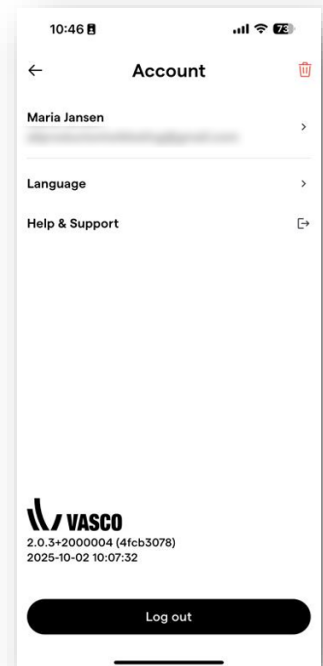 10:46
73
Account
Maria Jansen
Language
Help & Support
VASCO
2.0.3+2000004 (4fcb3078)
2025-10-02 10:07:32
Log out